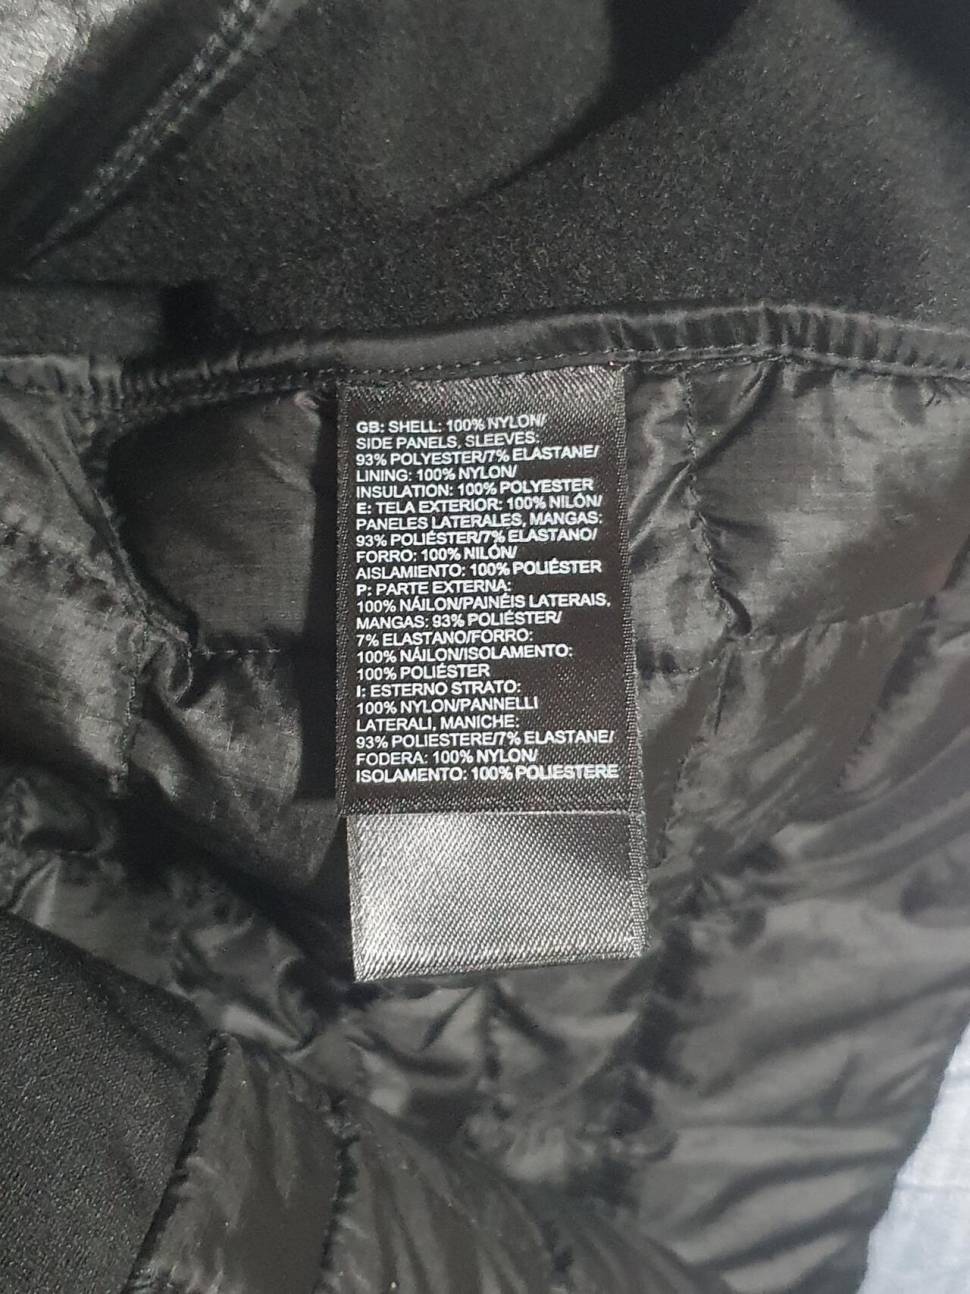 GB: SHELL: 100% NYLON/
SIDE PANELS, SLEEVES:
93% POLYESTER/7% ELASTANE/
LINING: 100% NYLON/
INSULATION: 100% POLYESTER
E: TELA EXTERIOR: 100% NILÓN/
PANELES LATERALES, MANGAS:
93% POLIÉSTER/7% ELASTANO/
FORRO: 100% NILÓN/
AISLAMIENTO: 100% POLIÉSTER
P: PARTE EXTERNA:
100% NÁILON/PAINÉIS LATERAIS,
MANGAS: 93% POLIÉSTER/
7% ELASTANO/FORRO:
100% NÁILON/ISOLAMENTO:
100% POLIÉSTER
I: ESTERNO STRATO:
100% NYLON/PANNELLI
LATERALI, MANICHE:
93% POLIESTERE/7% ELASTANE/
FODERA: 100% NYLON/
ISOLAMENTO: 100% POLIESTERE